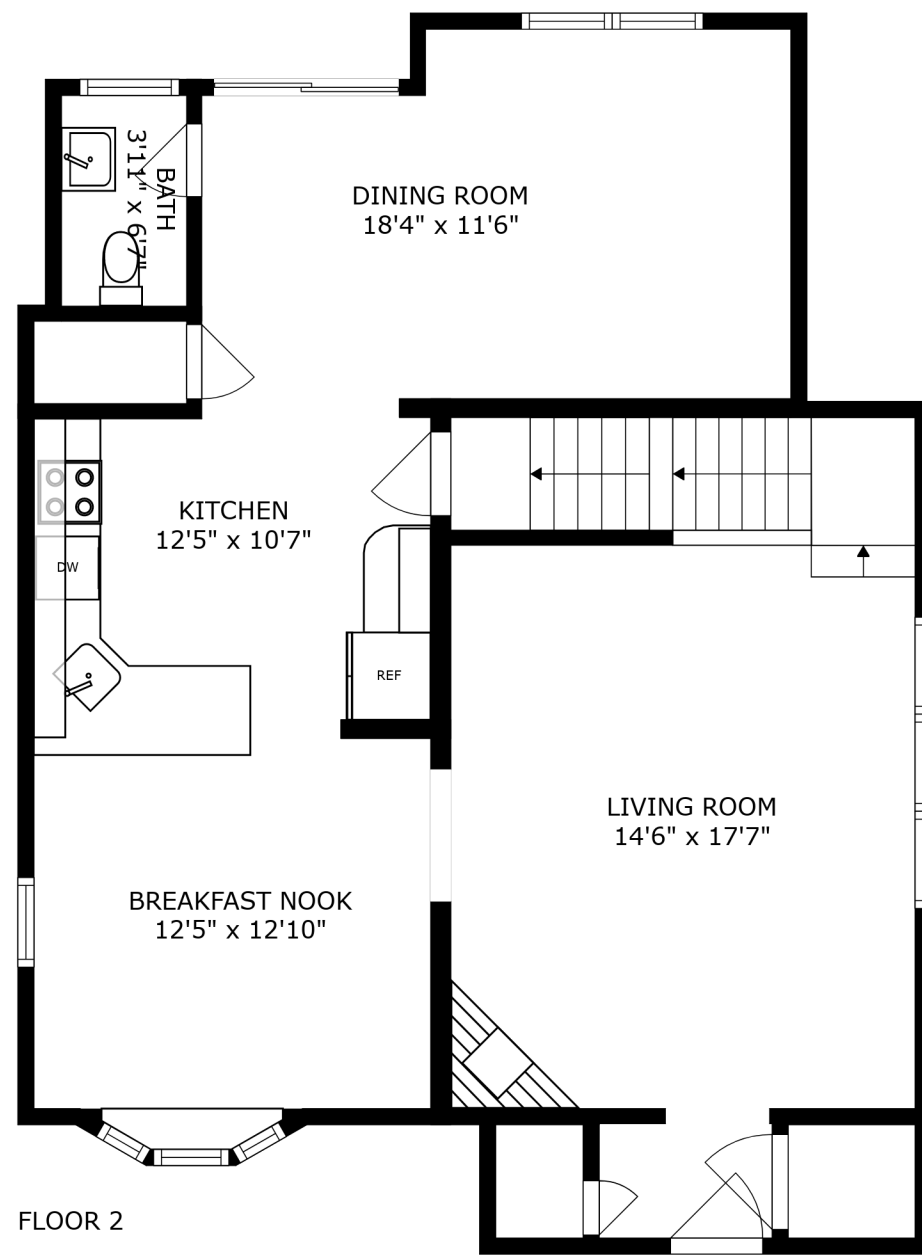 BATH
3'11" x 6'7"
DINING ROOM
18'4" x 11'6"
KITCHEN
12'5" x 10'7"
DW
REF
LIVING ROOM
14'6" x 17'7"
BREAKFAST NOOK
12'5" x 12'10"
FLOOR 2